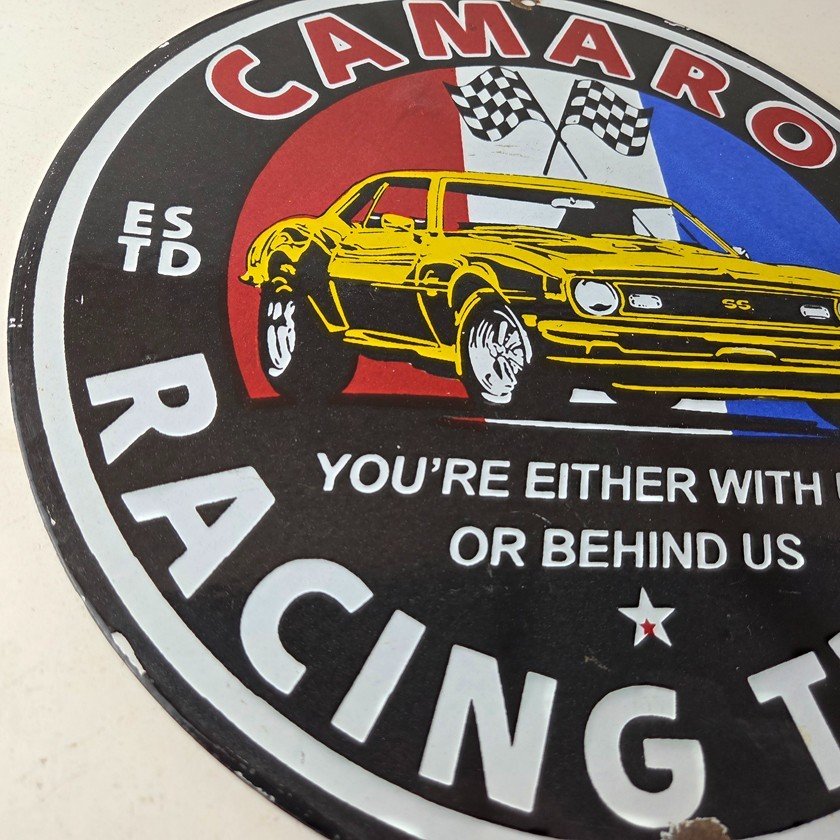 CAMARO
ES
TD
SS
YOU'RE EITHER WITH
OR BEHIND US
RACING